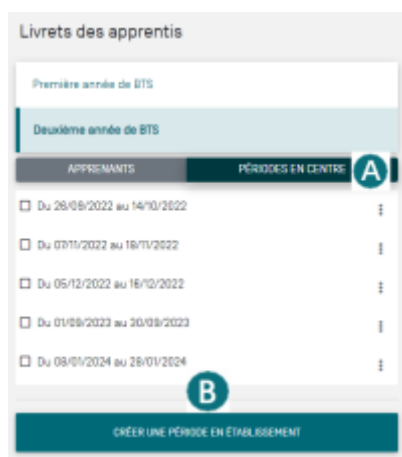 Livrets des apprentis
Première année de BTS
Deuxième année de BTS
APPRENANTS
PÉRIODES EN CENTRE
A
Du 26/09/2022 au 14/10/2022
Du 07/11/2022 au 18/11/2022
Du 05/12/2022 au 16/12/2022
Du 01/09/2023 au 30/09/2023
Du 08/01/2024 au 28/01/2024
B
CRÉER UNE PÉRIODE EN ÉTABLISSEMENT